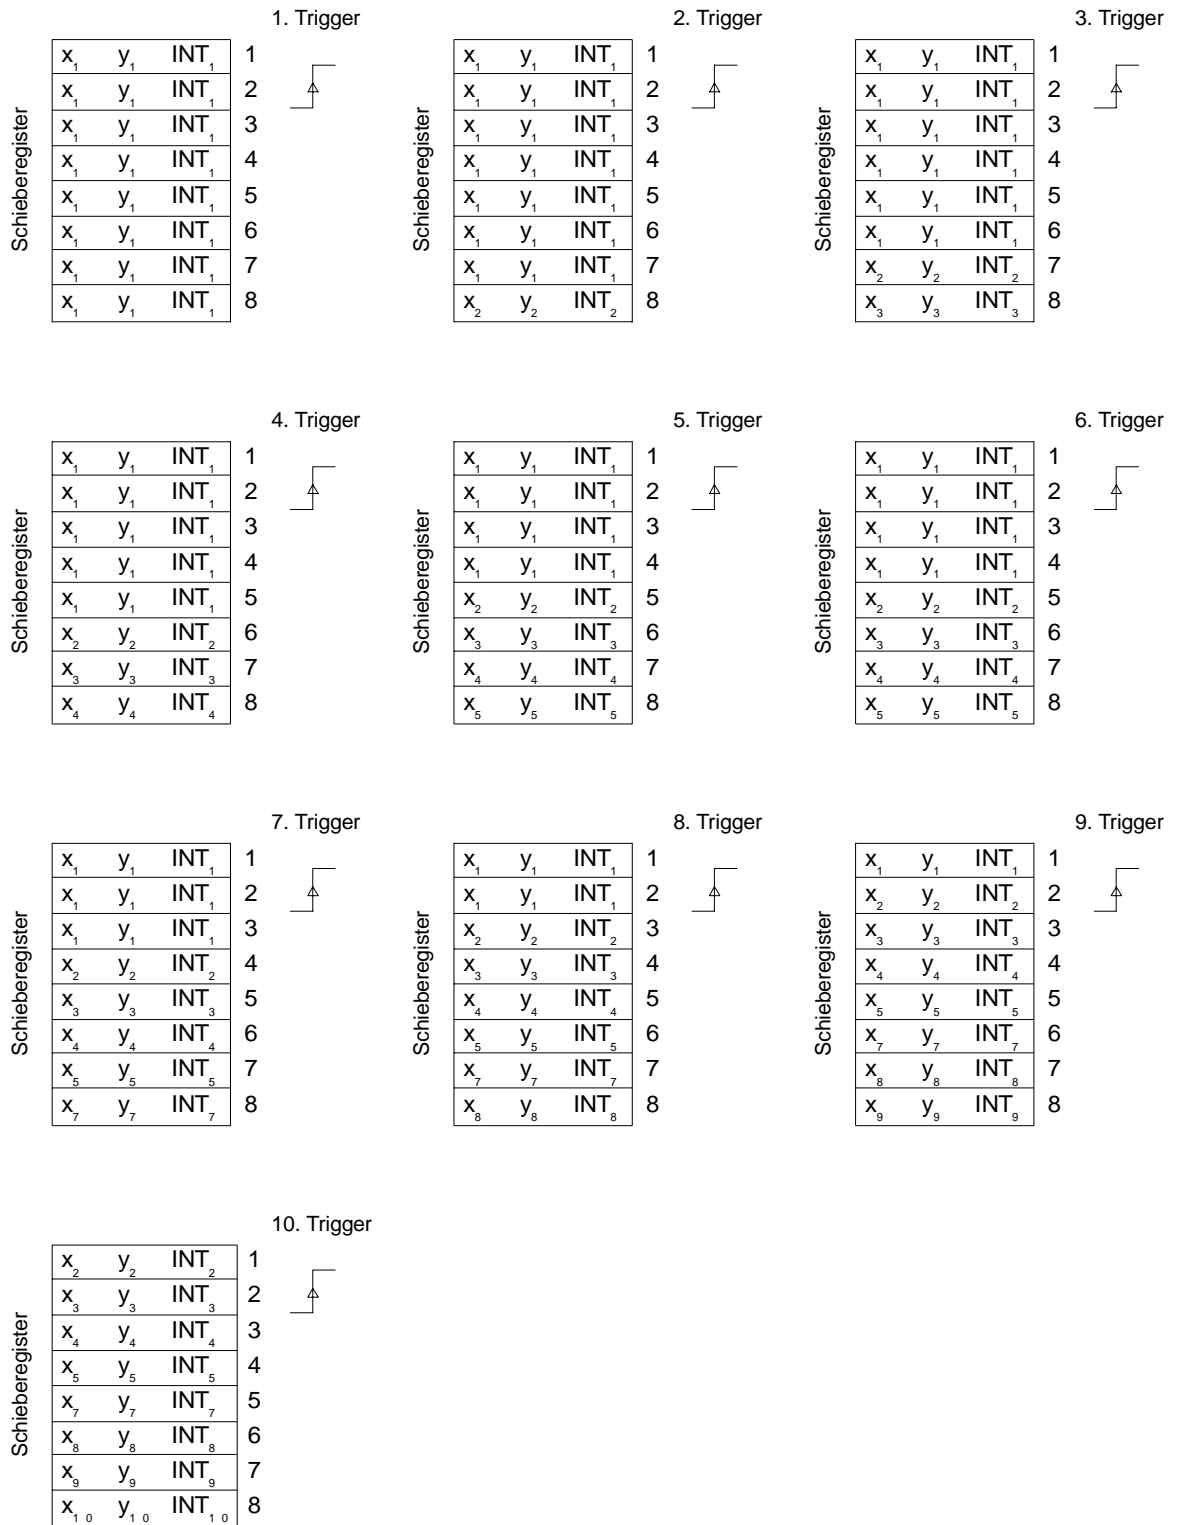 1. Trigger
Schieberegister
x₁ y₁ INT₁ 1
x₁ y₁ INT₁ 2
x₁ y₁ INT₁ 3
x₁ y₁ INT₁ 4
x₁ y₁ INT₁ 5
x₁ y₁ INT₁ 6
x₁ y₁ INT₁ 7
x₁ y₁ INT₁ 8
2. Trigger
Schieberegister
x₁ y₁ INT₁ 1
x₁ y₁ INT₁ 2
x₁ y₁ INT₁ 3
x₁ y₁ INT₁ 4
x₁ y₁ INT₁ 5
x₁ y₁ INT₁ 6
x₁ y₁ INT₁ 7
x₂ y₂ INT₂ 8
3. Trigger
Schieberegister
x₁ y₁ INT₁ 1
x₁ y₁ INT₁ 2
x₁ y₁ INT₁ 3
x₁ y₁ INT₁ 4
x₁ y₁ INT₁ 5
x₁ y₁ INT₁ 6
x₂ y₂ INT₂ 7
x₃ y₃ INT₃ 8
4. Trigger
Schieberegister
x₁ y₁ INT₁ 1
x₁ y₁ INT₁ 2
x₁ y₁ INT₁ 3
x₁ y₁ INT₁ 4
x₁ y₁ INT₁ 5
x₂ y₂ INT₂ 6
x₃ y₃ INT₃ 7
x₄ y₄ INT₄ 8
5. Trigger
Schieberegister
x₁ y₁ INT₁ 1
x₁ y₁ INT₁ 2
x₁ y₁ INT₁ 3
x₁ y₁ INT₁ 4
x₂ y₂ INT₂ 5
x₃ y₃ INT₃ 6
x₄ y₄ INT₄ 7
x₅ y₅ INT₅ 8
6. Trigger
Schieberegister
x₁ y₁ INT₁ 1
x₁ y₁ INT₁ 2
x₁ y₁ INT₁ 3
x₁ y₁ INT₁ 4
x₂ y₂ INT₂ 5
x₃ y₃ INT₃ 6
x₄ y₄ INT₄ 7
x₅ y₅ INT₅ 8
7. Trigger
Schieberegister
x₁ y₁ INT₁ 1
x₁ y₁ INT₁ 2
x₁ y₁ INT₁ 3
x₂ y₂ INT₂ 4
x₃ y₃ INT₃ 5
x₄ y₄ INT₄ 6
x₅ y₅ INT₅ 7
x₇ y₇ INT₇ 8
8. Trigger
Schieberegister
x₁ y₁ INT₁ 1
x₁ y₁ INT₁ 2
x₂ y₂ INT₂ 3
x₃ y₃ INT₃ 4
x₄ y₄ INT₄ 5
x₅ y₅ INT₅ 6
x₇ y₇ INT₇ 7
x₈ y₈ INT₈ 8
9. Trigger
Schieberegister
x₁ y₁ INT₁ 1
x₂ y₂ INT₂ 2
x₃ y₃ INT₃ 3
x₄ y₄ INT₄ 4
x₅ y₅ INT₅ 5
x₇ y₇ INT₇ 6
x₈ y₈ INT₈ 7
x₉ y₉ INT₉ 8
10. Trigger
Schieberegister
x₂ y₂ INT₂ 1
x₃ y₃ INT₃ 2
x₄ y₄ INT₄ 3
x₅ y₅ INT₅ 4
x₇ y₇ INT₇ 5
x₈ y₈ INT₈ 6
x₉ y₉ INT₉ 7
x₁₀ y₁₀ INT₁₀ 8